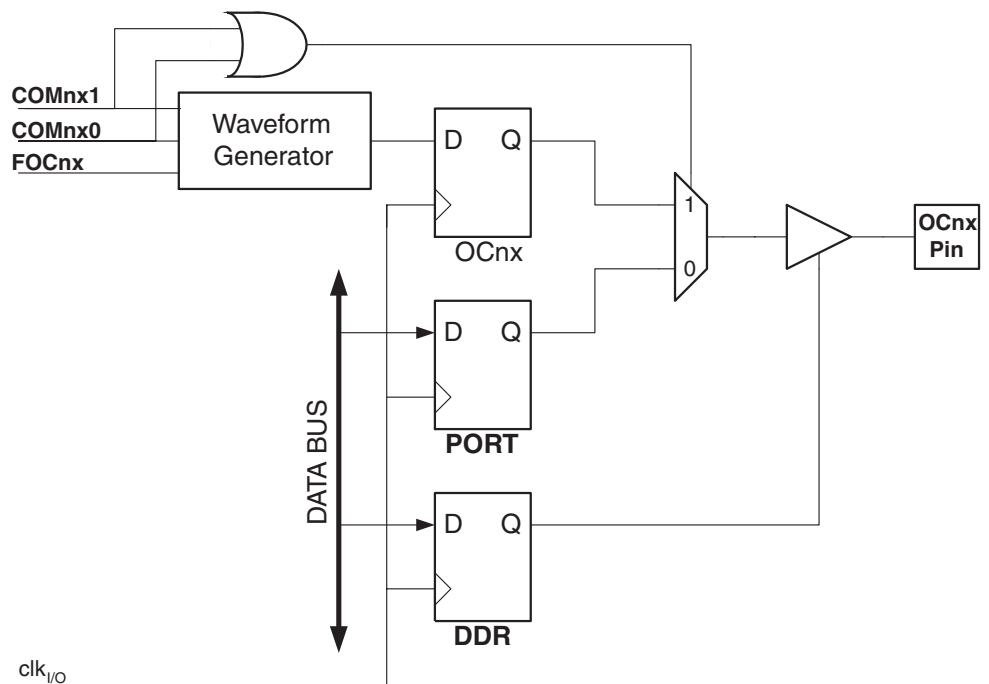 COMnx1
COMnx0
FOCnx
Waveform
Generator
D Q
OCnx
1
0
OCnx
Pin
D Q
PORT
DATA BUS
D Q
DDR
clkI/O